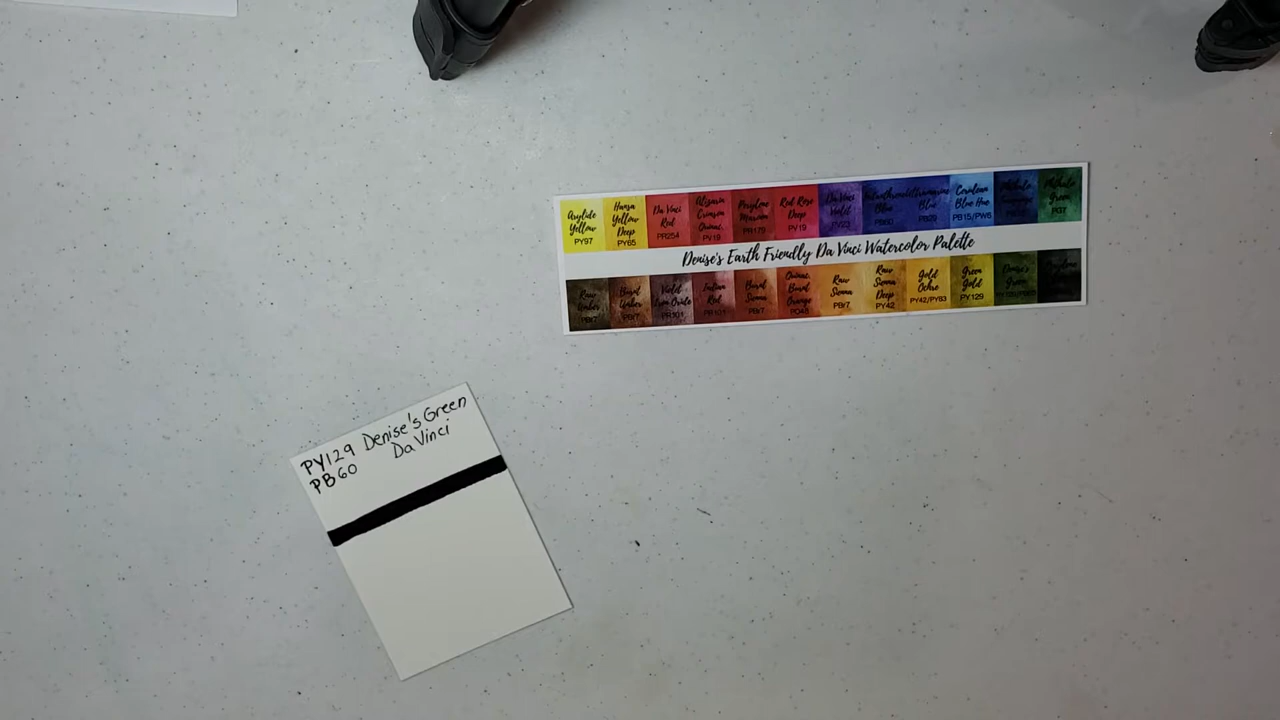 Arylide Yellow PY97
Hansa Yellow Deep PY65
Da Vinci Red PR254
Alizarin Crimson Quinac. PV19
Perylene Maroon PR179
Red Rose Deep PV19
Da Vinci Violet PV23
Blue PB60
Blue PB29
Cerulean Blue Hue PB15/PW5
Green PG7
Denise's Earth Friendly Da Vinci Watercolor Palette
Raw Umber PBr7
Burnt Umber PBr7
Violet Iron Oxide PR101
Indian Red PR101
Burnt Sienna PBr7
Quinac. Burnt Orange PO48
Raw Sienna PBr7
Raw Sienna Deep PY42
Gold Ochre PY42/PY83
Green Gold PY129
Denise's Green
PY129 Denise's Green
PB60 Da Vinci